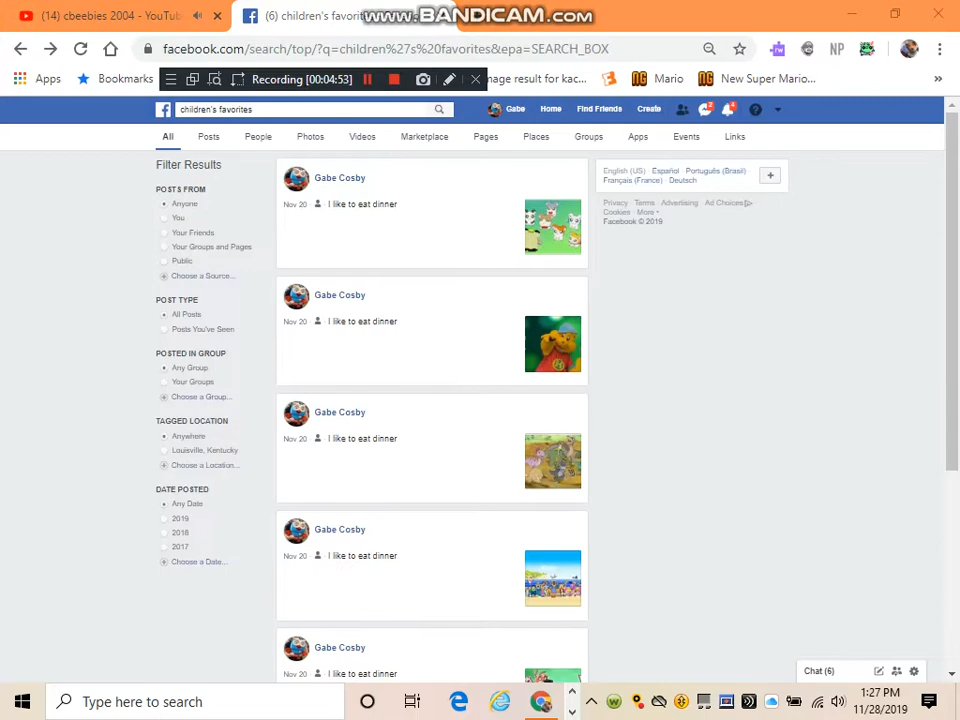 (14) cbeebies 2004 - YouTub
(6) children's favorit
WWW.BANDICAM.COM
facebook.com/search/top/?q=children%27s%20favorites&epa=SEARCH_BOX
NP
Apps
Bookmarks
Recording [00:04:53]
mage result for kac...
Mario
New Super Mario...
»
children's favorites
Gabe
Home
Find Friends
Create
2
4
All
Posts
People
Photos
Videos
Marketplace
Pages
Places
Groups
Apps
Events
Links
Filter Results
POSTS FROM
Anyone
You
Your Friends
Your Groups and Pages
Public
Choose a Source...
POST TYPE
All Posts
Posts You've Seen
POSTED IN GROUP
Any Group
Your Groups
Choose a Group...
TAGGED LOCATION
Anywhere
Louisville, Kentucky
Choose a Location...
DATE POSTED
Any Date
2019
2018
2017
Choose a Date...
Gabe Cosby
Nov 20 · I like to eat dinner
Gabe Cosby
Nov 20 · I like to eat dinner
Gabe Cosby
Nov 20 · I like to eat dinner
Gabe Cosby
Nov 20 · I like to eat dinner
Gabe Cosby
Nov 20 · I like to eat dinner
English (US) · Español · Português (Brasil) ·
Français (France) · Deutsch
Privacy · Terms · Advertising · Ad Choices ·
Cookies · More
Facebook © 2019
Chat (6)
Type here to search
1:27 PM
11/28/2019